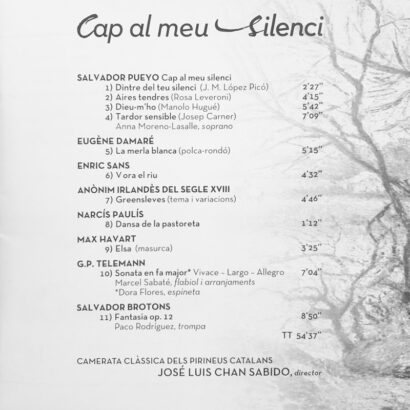 Cap al meu Silenci
SALVADOR PUEYO Cap al meu silenci
1) Dintre del teu silenci (J. M. López Picó) 2'27"
2) Aires tendres (Rosa Leveroni) 4'15"
3) Dieu-m'ho (Manolo Hugué) 5'42"
4) Tardor sensible (Josep Carner) 7'09"
Anna Moreno-Lasalle, soprano
EUGÈNE DAMARÉ
5) La merla blanca (polca-rondó) 5'15"
ENRIC SANS
6) V ora el riu 4'32"
ANÒNIM IRLANDÈS DEL SEGLE XVIII
7) Greensleves (tema i variacions) 4'46"
NARCÍS PAULÍS
8) Dansa de la pastoreta 1'12"
MAX HAVART
9) Elsa (masurca) 3'25"
G.P. TELEMANN
10) Sonata en fa major* Vivace - Largo - Allegro 7'04"
Marcel Sabaté, flabiol i arranjaments
*Dora Flores, espineta
SALVADOR BROTONS
11) Fantasia op. 12 8'50"
Paco Rodríguez, trompa
TT 54'37"
CAMERATA CLÀSSICA DELS PIRINEUS CATALANS
JOSÉ LUIS CHAN SABIDO, director